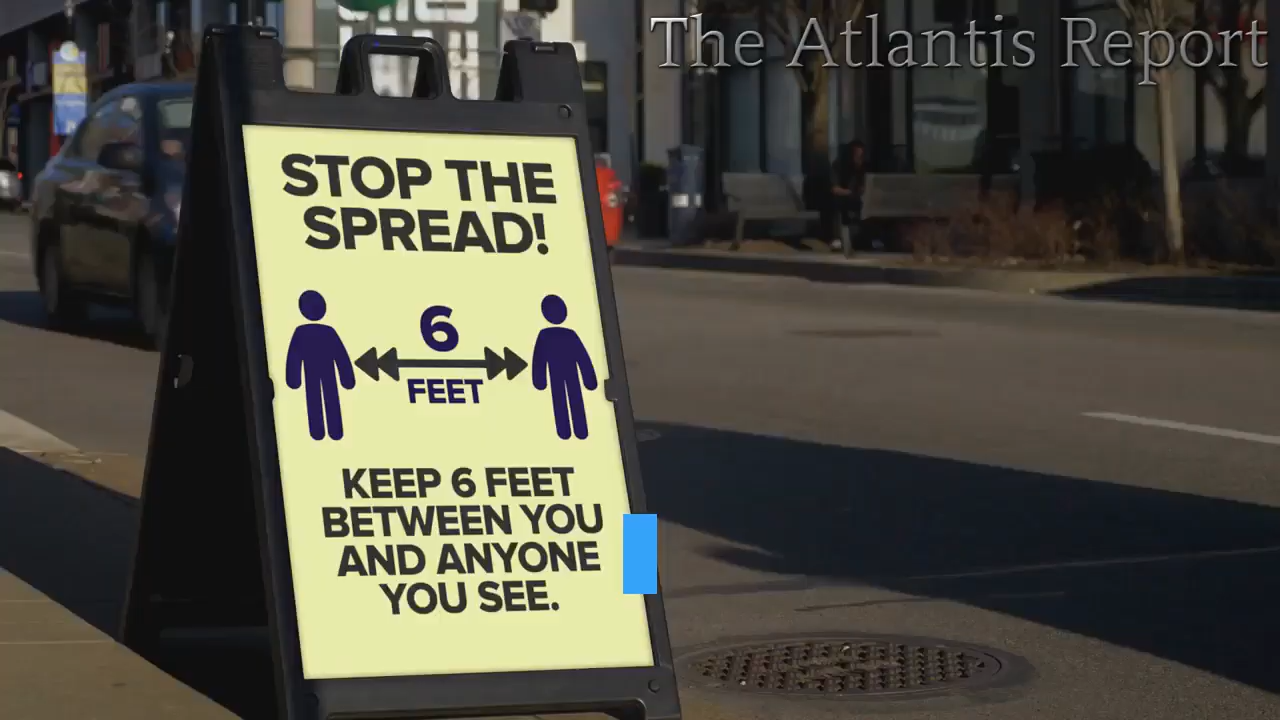 The Atlantis Report
STOP THE
SPREAD!
6
FEET
KEEP 6 FEET
BETWEEN YOU
AND ANYONE
YOU SEE.